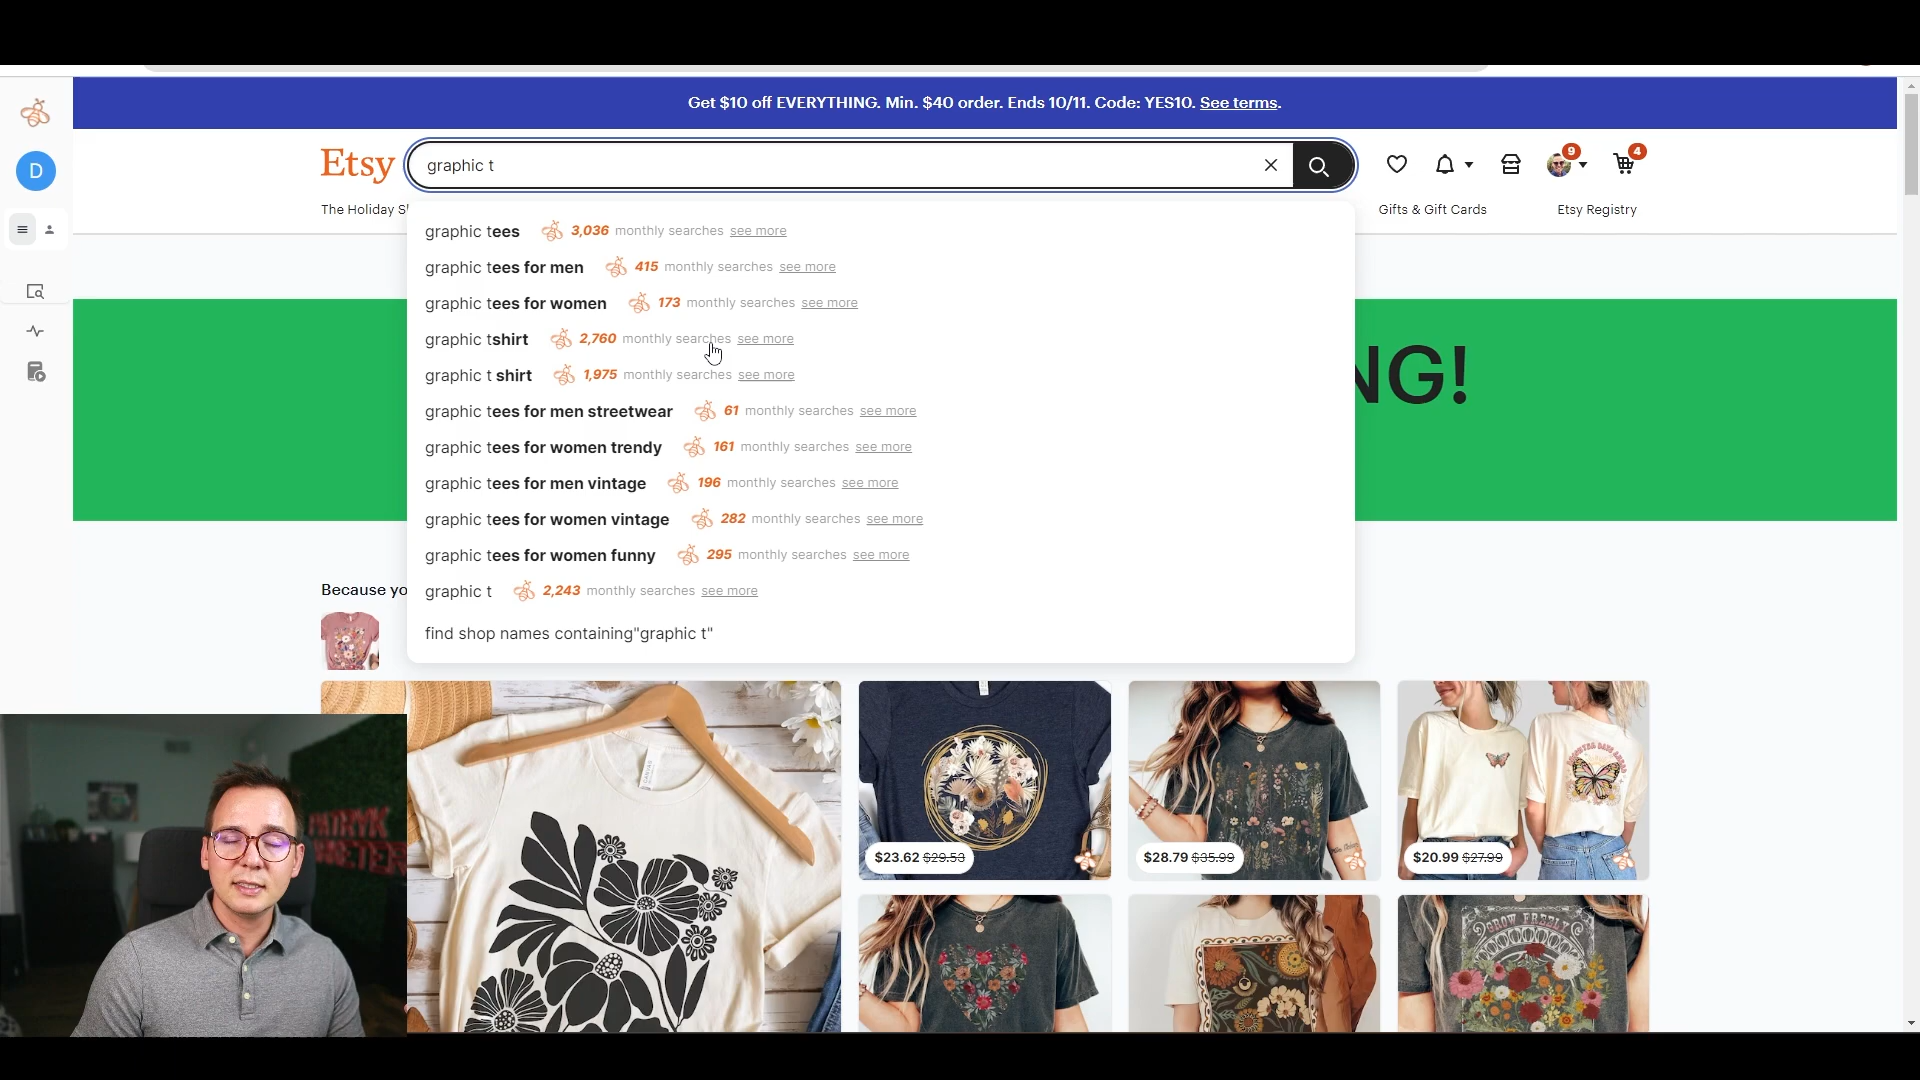 Get $10 off EVERYTHING. Min. $40 order. Ends 10/11. Code: YES10. See terms.
D
Etsy
graphic t
9
4
The Holiday S
Gifts & Gift Cards
Etsy Registry
graphic tees 3,036 monthly searches see more
graphic tees for men 415 monthly searches see more
graphic tees for women 173 monthly searches see more
graphic tshirt 2,760 monthly searches see more
graphic t shirt 1,975 monthly searches see more
graphic tees for men streetwear 61 monthly searches see more
graphic tees for women trendy 161 monthly searches see more
graphic tees for men vintage 196 monthly searches see more
graphic tees for women vintage 282 monthly searches see more
graphic tees for women funny 295 monthly searches see more
graphic t 2,243 monthly searches see more
find shop names containing"graphic t"
NG!
Because yo
$23.62 $29.53
$28.79 $35.99
$20.99 $27.99
GROW FREELY
PATRYK